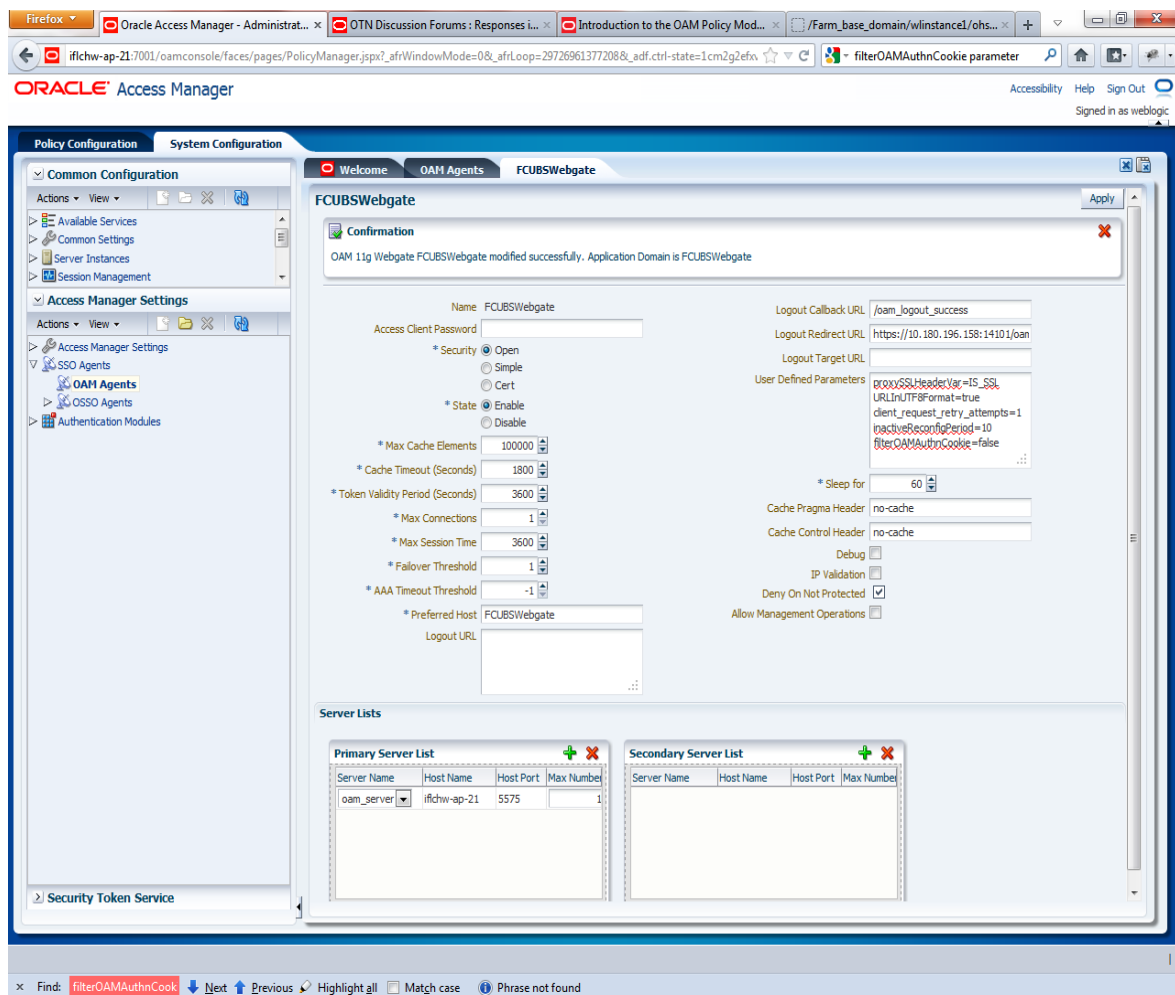 Firefox
Oracle Access Manager - Administrat... ×
OTN Discussion Forums : Responses i... ×
Introduction to the OAM Policy Mod... ×
/Farm_base_domain/wlinstance1/ohs... ×
iflchw-ap-21:7001/oamconsole/faces/pages/PolicyManager.jspx?_afrWindowMode=0&_afrLoop=29726961377208&_adf.ctrl-state=1cm2g2efx
filterOAMAuthnCookie parameter
ORACLE Access Manager
Accessibility Help Sign Out
Signed in as weblogic
Policy Configuration System Configuration
Common Configuration
Actions View
Available Services
Common Settings
Server Instances
Session Management
Access Manager Settings
Actions View
Access Manager Settings
SSO Agents
OAM Agents
OSSO Agents
Authentication Modules
Security Token Service
Welcome OAM Agents FCUBSWebgate
FCUBSWebgate Apply
Confirmation
OAM 11g Webgate FCUBSWebgate modified successfully. Application Domain is FCUBSWebgate
Name FCUBSWebgate
Access Client Password
* Security Open
Simple
Cert
* State Enable
Disable
* Max Cache Elements 100000
* Cache Timeout (Seconds) 1800
* Token Validity Period (Seconds) 3600
* Max Connections 1
* Max Session Time 3600
* Failover Threshold 1
* AAA Timeout Threshold -1
* Preferred Host FCUBSWebgate
Logout URL
Logout Callback URL /oam_logout_success
Logout Redirect URL https://10.180.196.158:14101/oan
Logout Target URL
User Defined Parameters proxySSLHeaderVar=IS_SSL
URLInUTF8Format=true
client_request_retry_attempts=1
inactiveReconfigPeriod=10
filterOAMAuthnCookie=false
* Sleep for 60
Cache Pragma Header no-cache
Cache Control Header no-cache
Debug
IP Validation
Deny On Not Protected
Allow Management Operations
Server Lists
Primary Server List
Server Name Host Name Host Port Max Number
oam_server iflchw-ap-21 5575 1
Secondary Server List
Server Name Host Name Host Port Max Number
× Find: filterOAMAuthnCook Next Previous Highlight all Match case Phrase not found